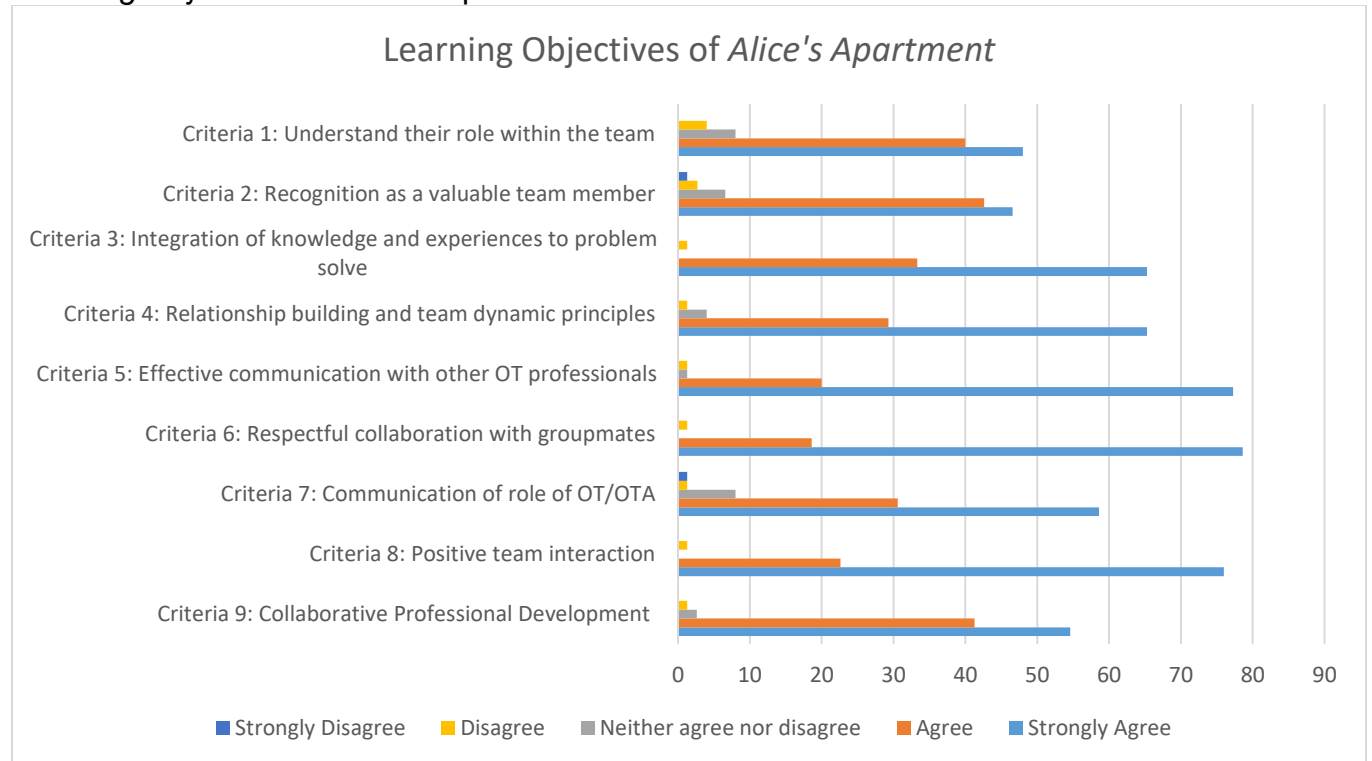 Learning Objectives of Alice's Apartment
Criteria 1: Understand their role within the team
Criteria 2: Recognition as a valuable team member
Criteria 3: Integration of knowledge and experiences to problem
solve
Criteria 4: Relationship building and team dynamic principles
Criteria 5: Effective communication with other OT professionals
Criteria 6: Respectful collaboration with groupmates
Criteria 7: Communication of role of OT/OTA
Criteria 8: Positive team interaction
Criteria 9: Collaborative Professional Development
0 10 20 30 40 50 60 70 80 90
Strongly Disagree Disagree Neither agree nor disagree Agree Strongly Agree